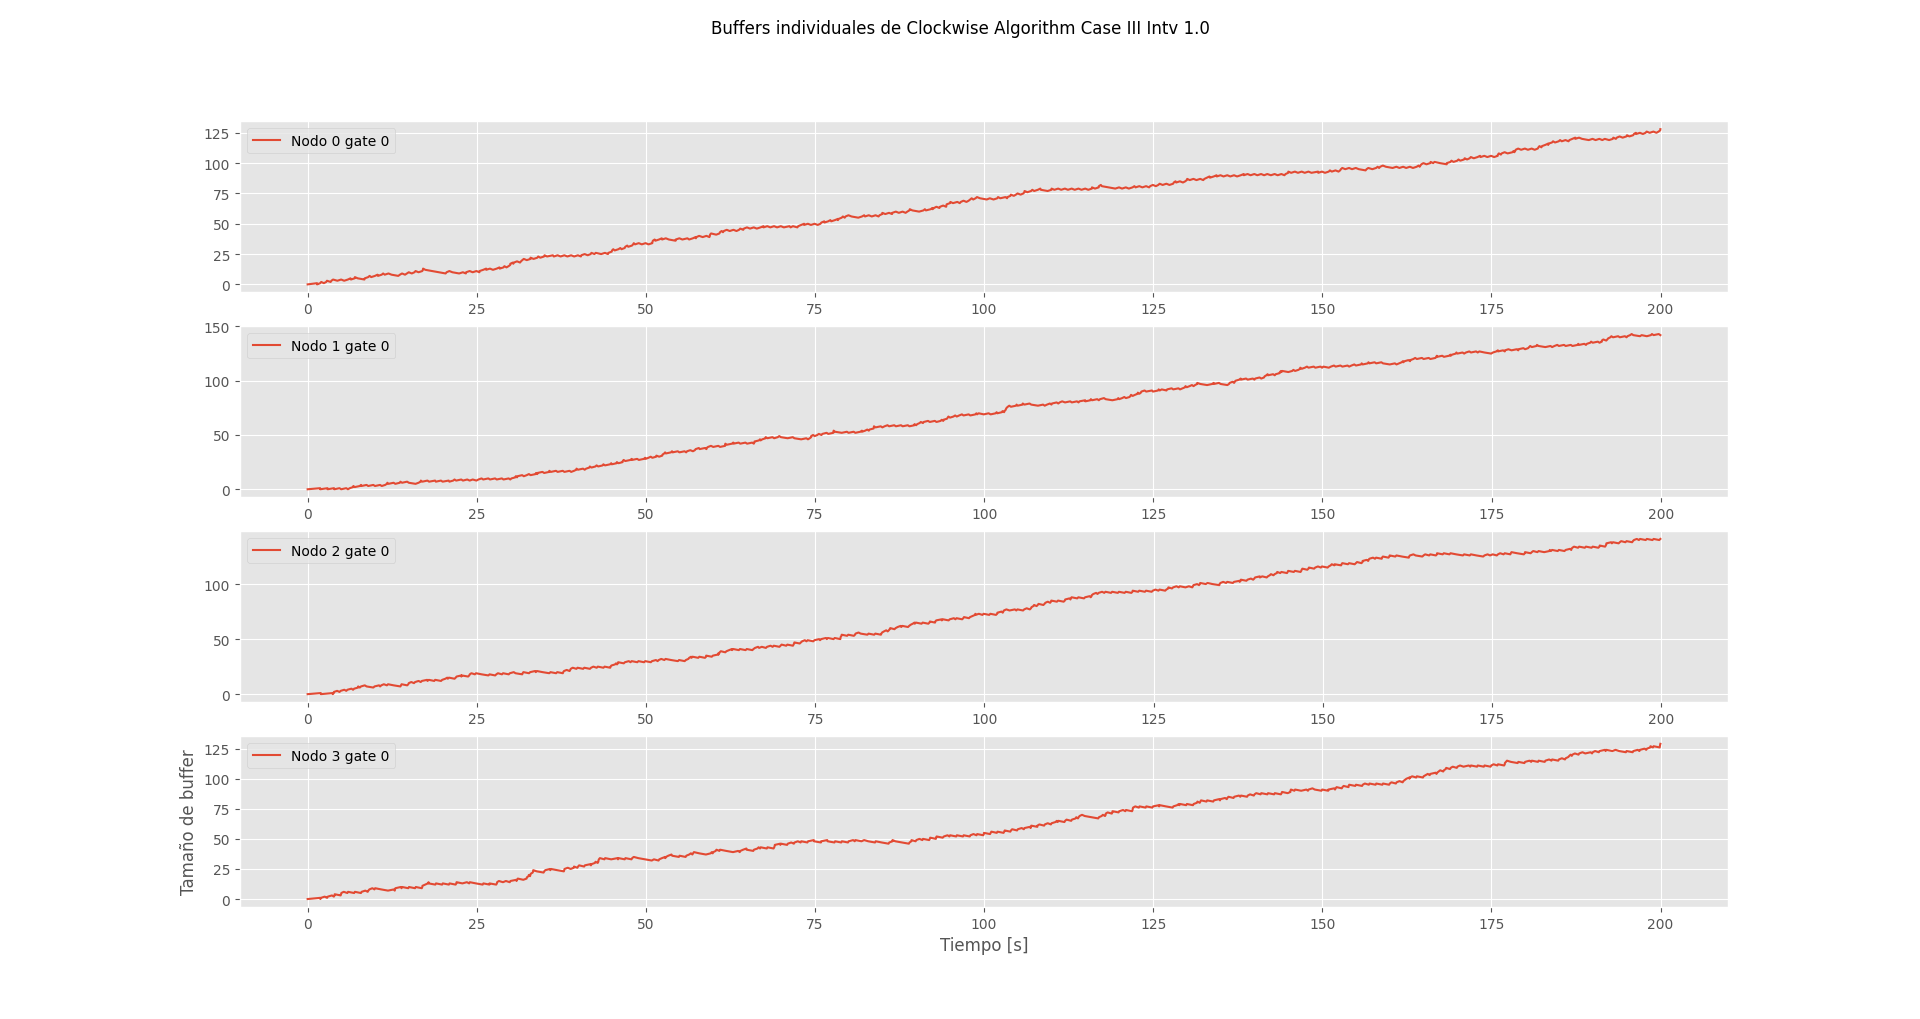 Buffers individuales de Clockwise Algorithm Case III Intv 1.0
Nodo 0 gate 0
125
100
75
50
25
0
0 25 50 75 100 125 150 175 200
Nodo 1 gate 0
150
100
50
0
0 25 50 75 100 125 150 175 200
Nodo 2 gate 0
100
50
0
0 25 50 75 100 125 150 175 200
Nodo 3 gate 0
125
100
75
50
25
0
Tamaño de buffer
0 25 50 75 100 125 150 175 200
Tiempo [s]